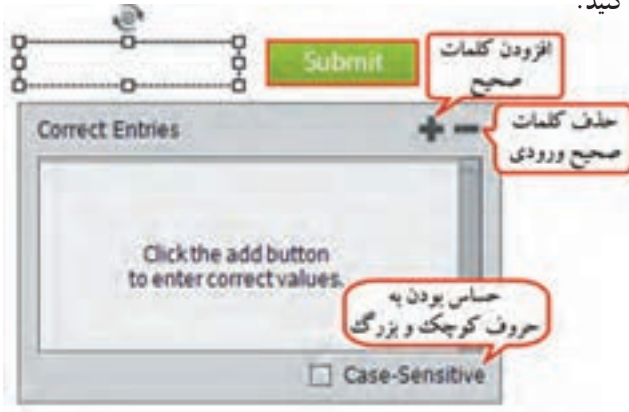 کنید.
Submit
افزودن کلمات
صحیح
Correct Entries
حذف کلمات
صحیح ورودی
Click the add button
to enter correct values.
حساس بودن به
حروف کوچک و بزرگ
Case-Sensitive